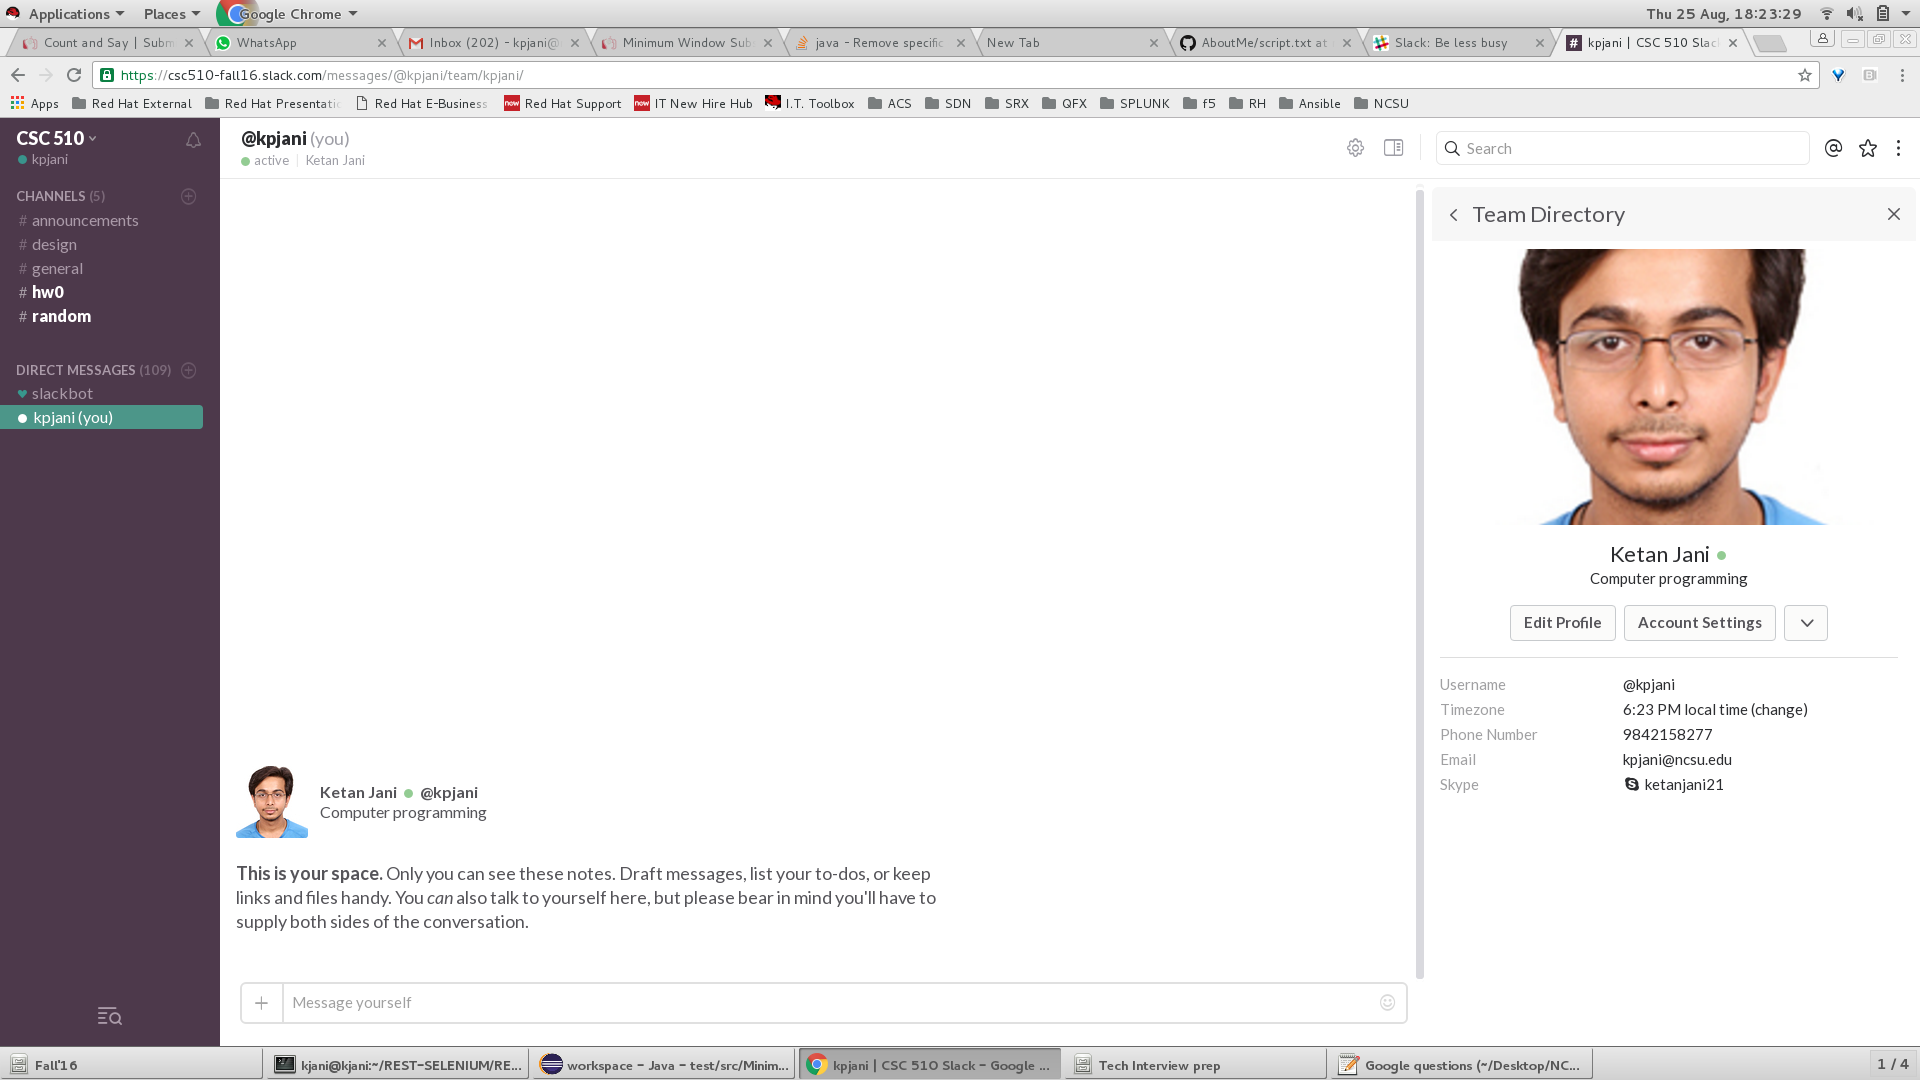 Applications Places Google Chrome Thu 25 Aug, 18:23:29
Count and Say | Subm WhatsApp Inbox (202) - kpjani@ Minimum Window Sub java - Remove specific New Tab AboutMe/script.txt at Slack: Be less busy kpjani | CSC 510 Slac
https://csc510-fall16.slack.com/messages/@kpjani/team/kpjani/
Apps Red Hat External Red Hat Presentatio Red Hat E-Business now Red Hat Support now IT New Hire Hub I.T. Toolbox ACS SDN SRX QFX SPLUNK f5 RH Ansible NCSU
CSC 510
kpjani
CHANNELS (5)
# announcements
# design
# general
# hw0
# random
DIRECT MESSAGES (109)
slackbot
kpjani (you)
@kpjani (you)
active Ketan Jani
Search
Team Directory
Ketan Jani
Computer programming
Edit Profile Account Settings
Username @kpjani
Timezone 6:23 PM local time (change)
Phone Number 9842158277
Email kpjani@ncsu.edu
Skype ketanjani21
Ketan Jani @kpjani
Computer programming
This is your space. Only you can see these notes. Draft messages, list your to-dos, or keep
links and files handy. You can also talk to yourself here, but please bear in mind you'll have to
supply both sides of the conversation.
Message yourself
Fall'16 kjani@kjani:~/REST-SELENIUM/RE... workspace - Java - test/src/Minim... kpjani | CSC 510 Slack - Google ... Tech Interview prep Google questions (~/Desktop/NC... 1 / 4